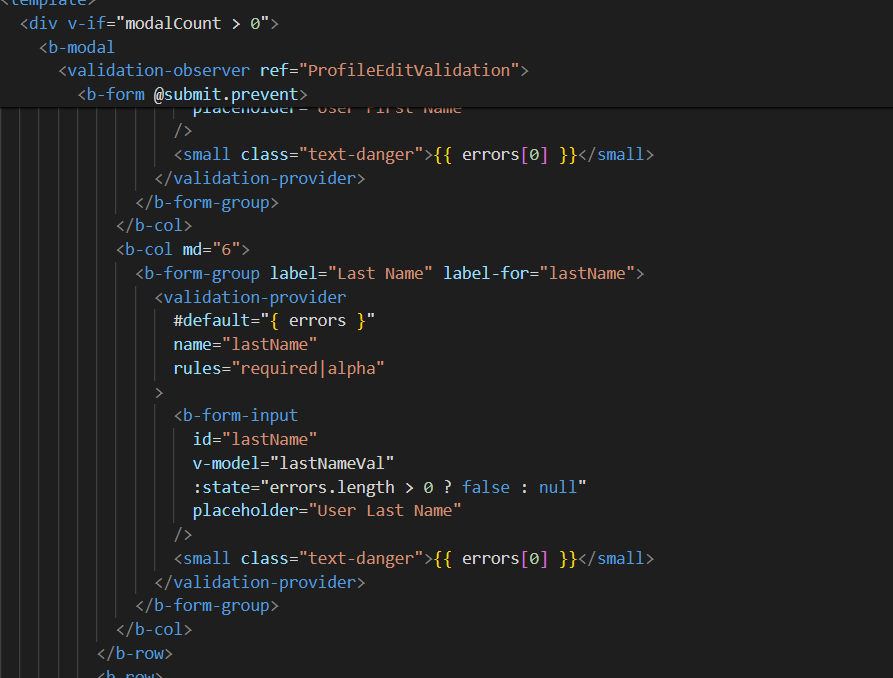 <template>
<div v-if="modalCount > 0">
<b-modal
<validation-observer ref="ProfileEditValidation">
<b-form @submit.prevent>
placeholder="User First Name"
/>
<small class="text-danger">{{ errors[0] }}</small>
</validation-provider>
</b-form-group>
</b-col>
<b-col md="6">
<b-form-group label="Last Name" label-for="lastName">
<validation-provider
#default="{ errors }"
name="lastName"
rules="required|alpha"
>
<b-form-input
id="lastName"
v-model="lastNameVal"
:state="errors.length > 0 ? false : null"
placeholder="User Last Name"
/>
<small class="text-danger">{{ errors[0] }}</small>
</validation-provider>
</b-form-group>
</b-col>
</b-row>
<b-row>